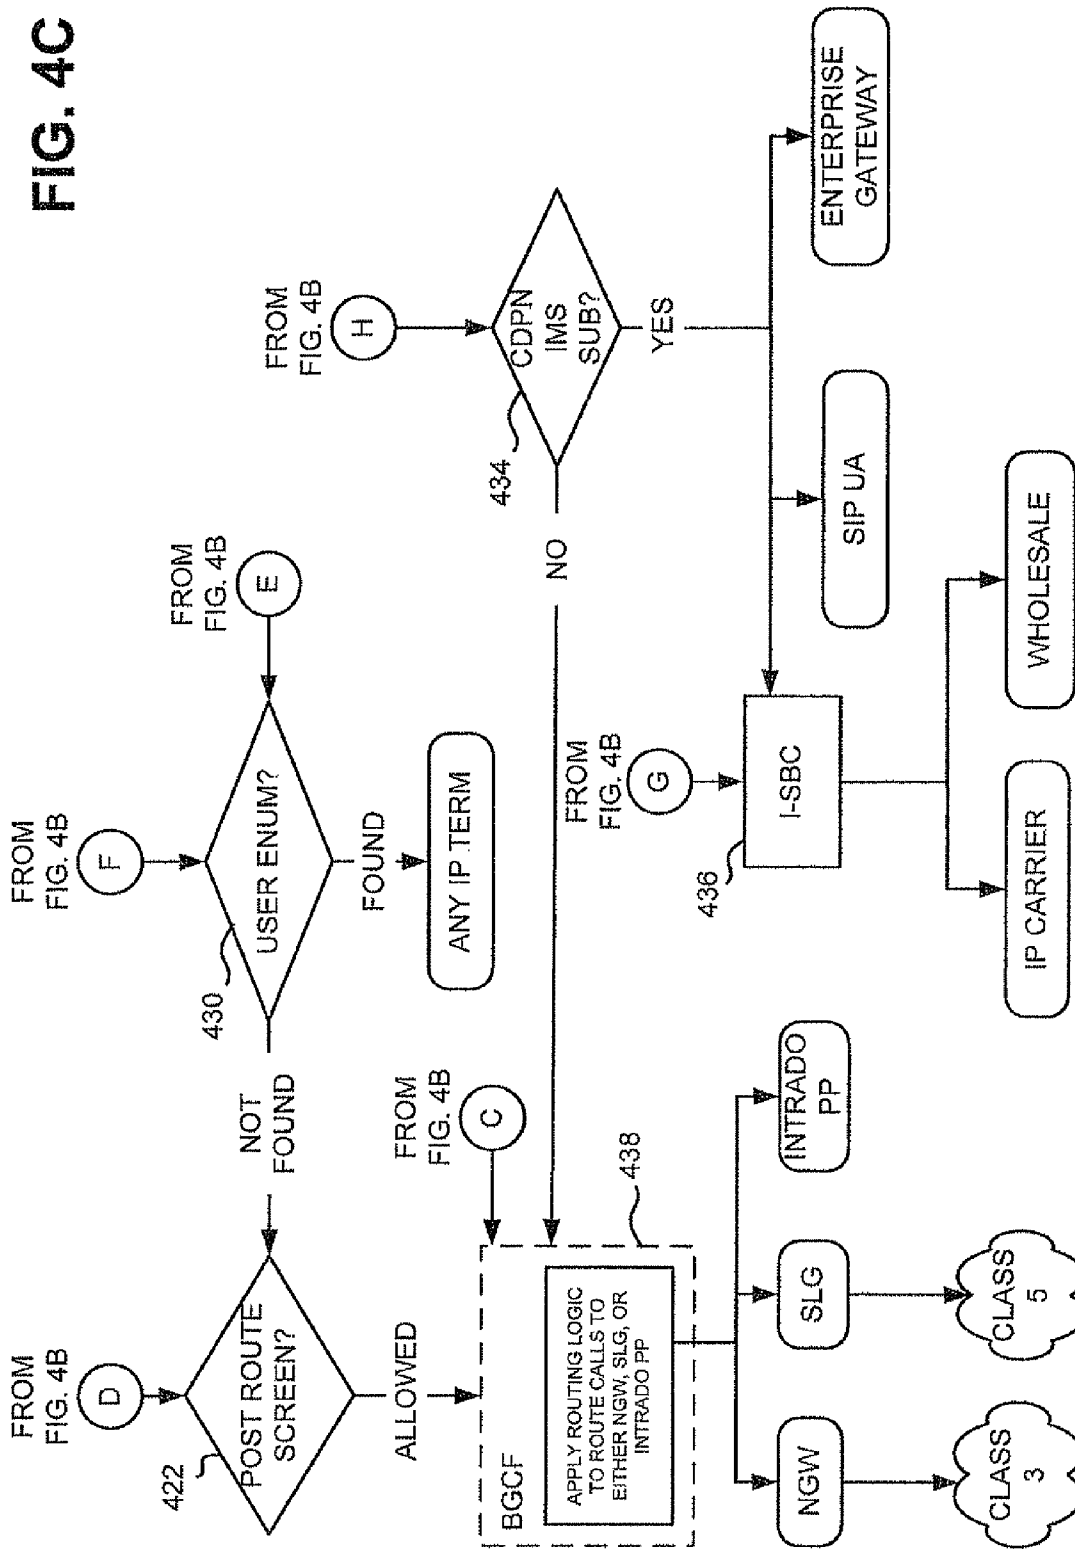 FIG. 4C
FROM
FIG. 4B
D
422
POST ROUTE
SCREEN?
ALLOWED
NOT
FOUND
FROM
FIG. 4B
F
430
USER ENUM?
FROM
FIG. 4B
E
FOUND
ANY IP TERM
FROM
FIG. 4B
H
434
CDPN
IMS
SUB?
NO
YES
FROM
FIG. 4B
C
BGCF
438
APPLY ROUTING LOGIC
TO ROUTE CALLS TO
EITHER NGW, SLG, OR
INTRADO PP
NGW
SLG
INTRADO
PP
CLASS
3
CLASS
5
FROM
FIG. 4B
G
436
I-SBC
SIP UA
ENTERPRISE
GATEWAY
IP CARRIER
WHOLESALE